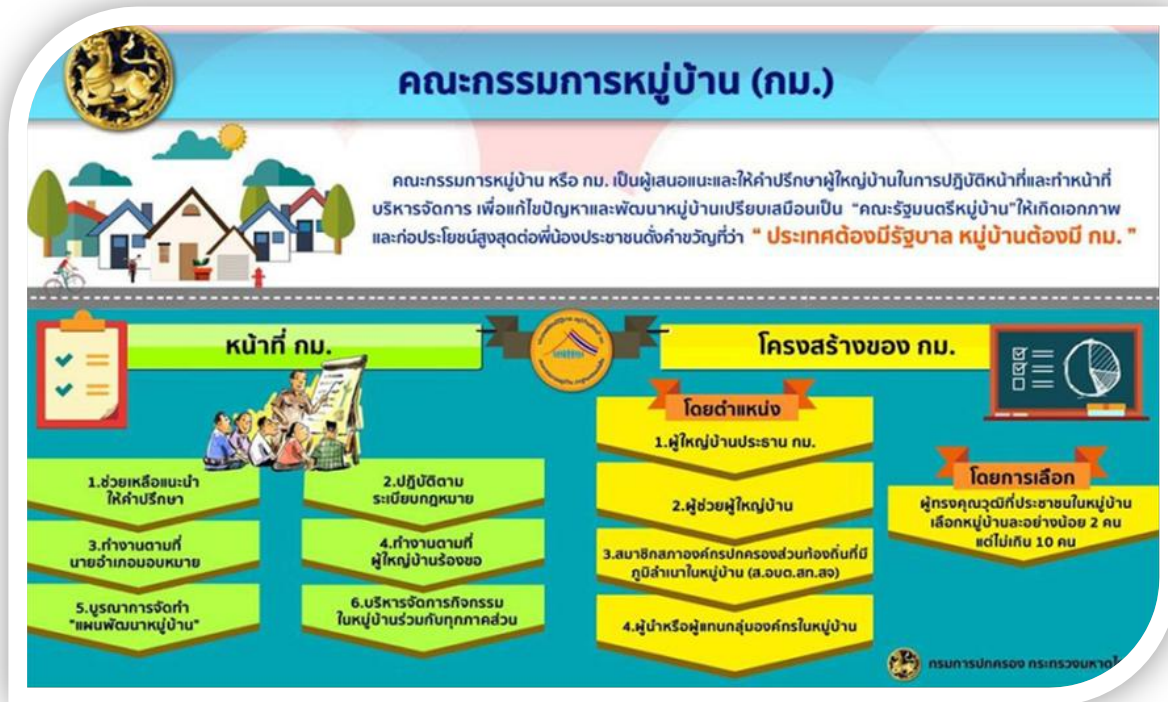 คณะกรรมการหมู่บ้าน (กม.)
คณะกรรมการหมู่บ้าน หรือ กม. เป็นผู้เสนอแนะและให้คำปรึกษาผู้ใหญ่บ้านในการปฏิบัติหน้าที่และทำหน้าที่
บริหารจัดการ เพื่อแก้ไขปัญหาและพัฒนาหมู่บ้านเปรียบเสมือนเป็น "คณะรัฐมนตรีหมู่บ้าน"ให้เกิดเอกภาพ
และก่อประโยชน์สูงสุดต่อพี่น้องประชาชนดั่งคำขวัญที่ว่า " ประเทศต้องมีรัฐบาล หมู่บ้านต้องมี กม. "
หน้าที่ กม.
1.ช่วยเหลือแนะนำ
ให้คำปรึกษา
2.ปฏิบัติตาม
ระเบียบกฎหมาย
3.ทำงานตามที่
นายอำเภอมอบหมาย
4.ทำงานตามที่
ผู้ใหญ่บ้านร้องขอ
5.บูรณาการจัดทำ
"แผนพัฒนาหมู่บ้าน"
6.บริหารจัดการกิจกรรม
ในหมู่บ้านร่วมกับทุกภาคส่วน
โครงสร้างของ กม.
โดยตำแหน่ง
1.ผู้ใหญ่บ้านประธาน กม.
2.ผู้ช่วยผู้ใหญ่บ้าน
3.สมาชิกสภาองค์กรปกครองส่วนท้องถิ่นที่มี
ภูมิลำเนาในหมู่บ้าน (ส.อบต.สท.สจ)
4.ผู้นำหรือผู้แทนกลุ่มองค์กรในหมู่บ้าน
โดยการเลือก
ผู้ทรงคุณวุฒิที่ประชาชนในหมู่บ้าน
เลือกหมู่บ้านละอย่างน้อย 2 คน
แต่ไม่เกิน 10 คน
กรมการปกครอง